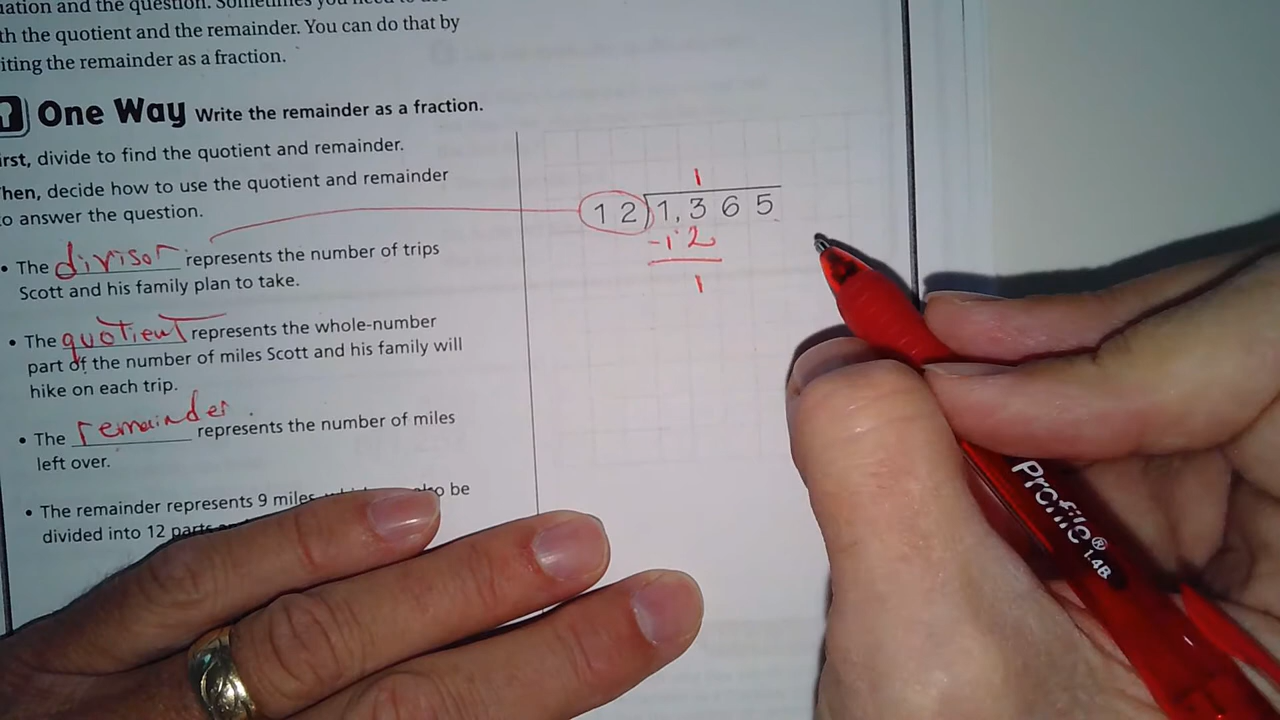 uation and the question. Sometimes you need to use
th the quotient and the remainder. You can do that by
iting the remainder as a fraction.
One Way Write the remainder as a fraction.
irst, divide to find the quotient and remainder.
hen, decide how to use the quotient and remainder
to answer the question.
• The divisor represents the number of trips
Scott and his family plan to take.
• The quotient represents the whole-number
part of the number of miles Scott and his family will
hike on each trip.
• The remainder represents the number of miles
left over.
• The remainder represents 9 miles, be
divided into 12 parts
1
12 1,365
-12
1
Profile® 1.4B